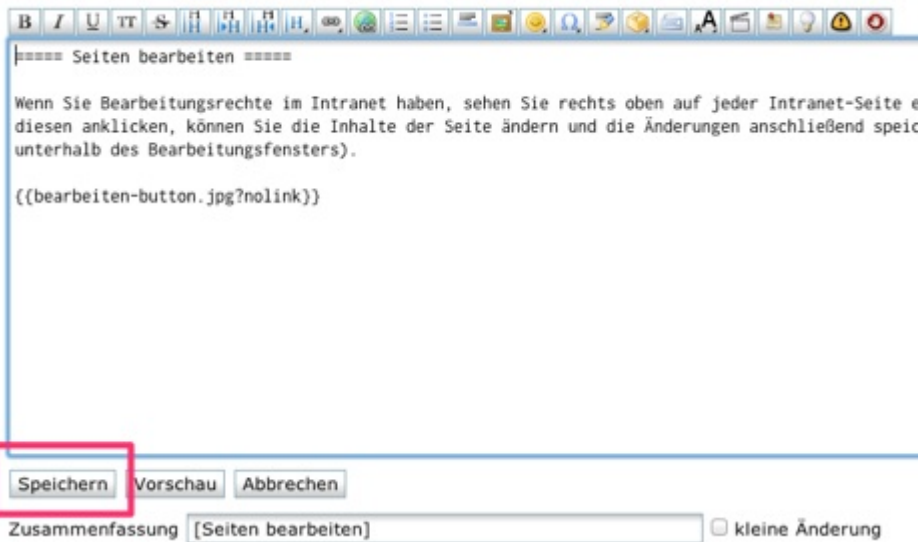 B I U TT S
===== Seiten bearbeiten =====
Wenn Sie Bearbeitungsrechte im Intranet haben, sehen Sie rechts oben auf jeder Intranet-Seite
diesen anklicken, können Sie die Inhalte der Seite ändern und die Änderungen anschließend
unterhalb des Bearbeitungsfensters).
{{bearbeiten-button.jpg?nolink}}
Speichern Vorschau Abbrechen
Zusammenfassung [Seiten bearbeiten] kleine Änderung